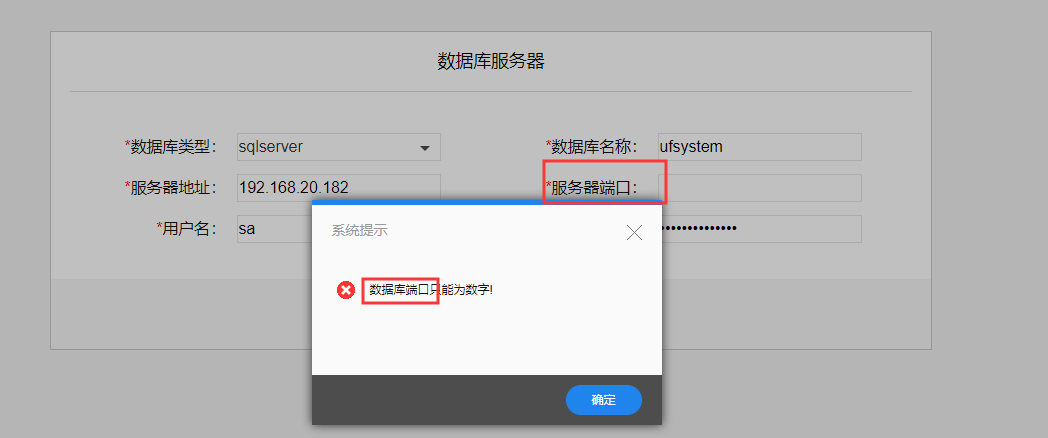 数据库服务器
*数据库类型： sqlserver *数据库名称： ufsystem
*服务器地址： 192.168.20.182 *服务器端口：
*用户名： sa ••••••••••••••
系统提示
数据库端口只能为数字!
确定